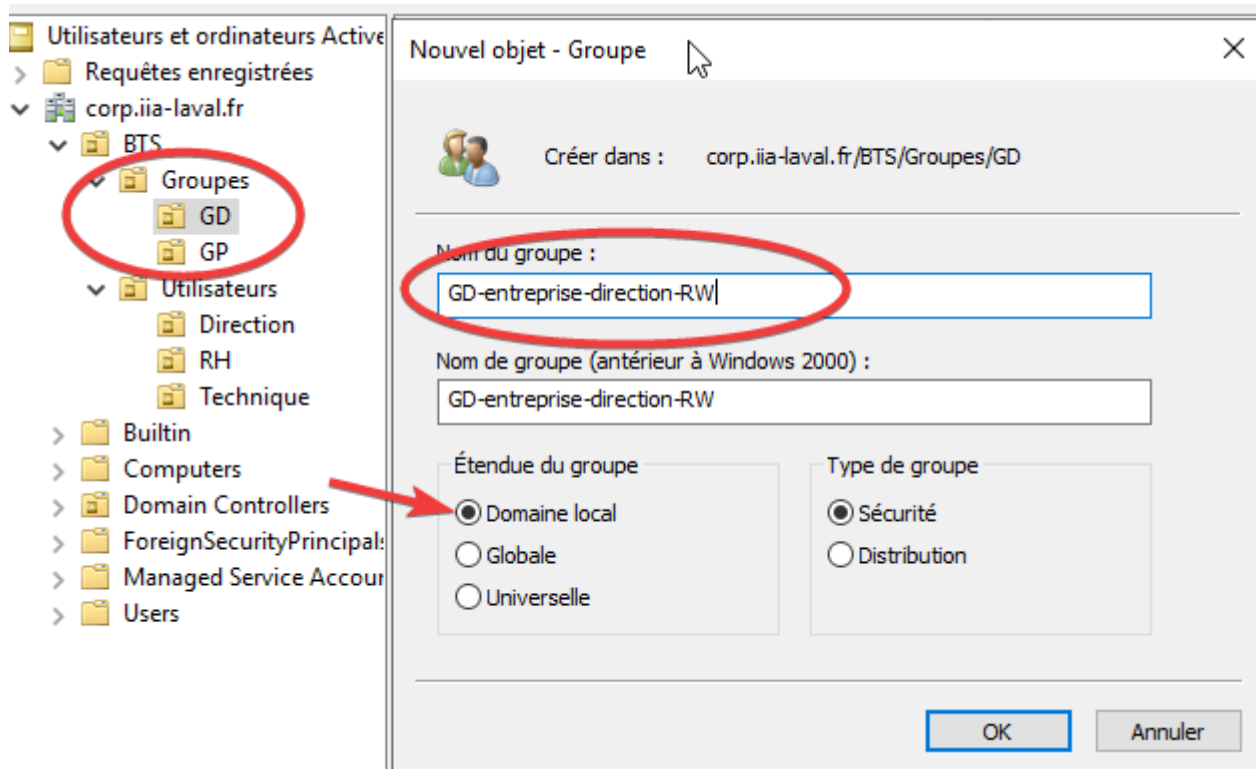 Utilisateurs et ordinateurs Active
Requêtes enregistrées
corp.iia-laval.fr
BTS
Groupes
GD
GP
Utilisateurs
Direction
RH
Technique
Builtin
Computers
Domain Controllers
ForeignSecurityPrincipals
Managed Service Accour
Users
Nouvel objet - Groupe
Créer dans : corp.iia-laval.fr/BTS/Groupes/GD
Nom du groupe :
GD-entreprise-direction-RW
Nom de groupe (antérieur à Windows 2000) :
GD-entreprise-direction-RW
Étendue du groupe
Domaine local
Globale
Universelle
Type de groupe
Sécurité
Distribution
OK
Annuler